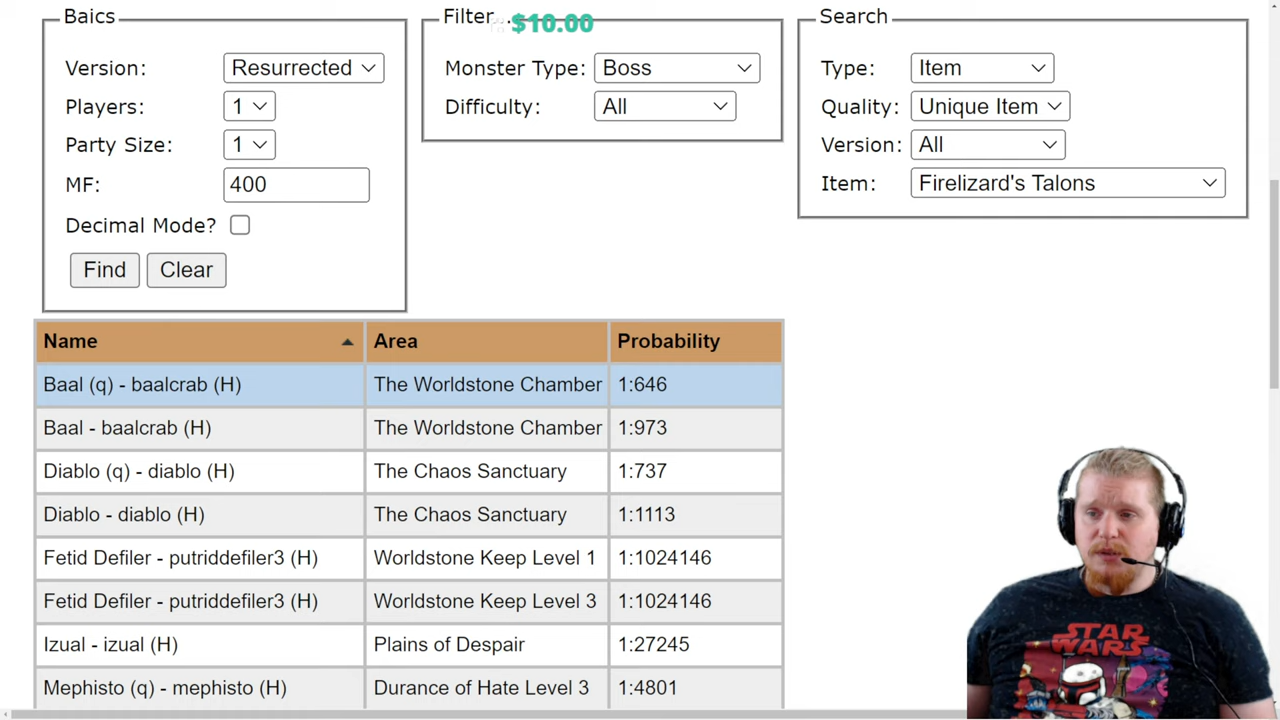 Baics
Version: Resurrected
Players: 1
Party Size: 1
MF: 400
Decimal Mode?
Find Clear
Filter
$10.00
Monster Type: Boss
Difficulty: All
Search
Type: Item
Quality: Unique Item
Version: All
Item: Firelizard's Talons
Name Area Probability
Baal (q) - baalcrab (H) The Worldstone Chamber 1:646
Baal - baalcrab (H) The Worldstone Chamber 1:973
Diablo (q) - diablo (H) The Chaos Sanctuary 1:737
Diablo - diablo (H) The Chaos Sanctuary 1:1113
Fetid Defiler - putriddefiler3 (H) Worldstone Keep Level 1 1:1024146
Fetid Defiler - putriddefiler3 (H) Worldstone Keep Level 3 1:1024146
Izual - izual (H) Plains of Despair 1:27245
Mephisto (q) - mephisto (H) Durance of Hate Level 3 1:4801
STAR
WARS